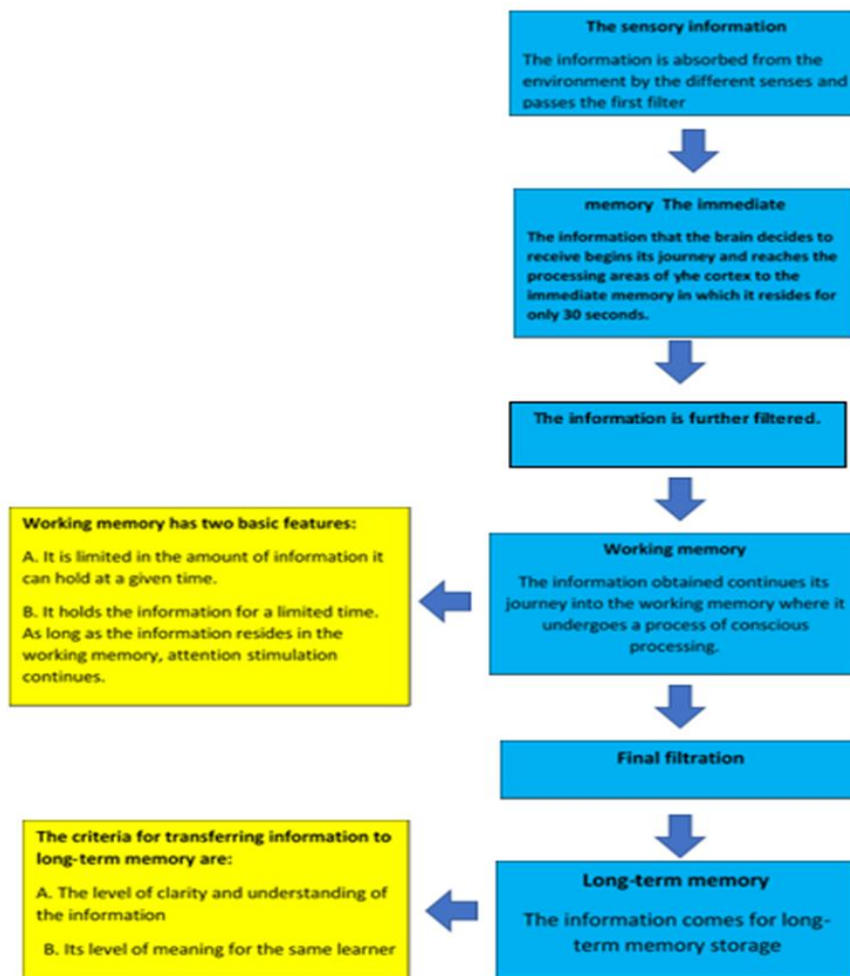 The sensory information
The information is absorbed from the
environment by the different senses and
passes the first filter
memory The immediate
The information that the brain decides to
receive begins its journey and reaches the
processing areas of yhe cortex to the
immediate memory in which it resides for
only 30 seconds.
The information is further filtered.
Working memory
The information obtained continues its
journey into the working memory where it
undergoes a process of conscious
processing.
Working memory has two basic features:
A. It is limited in the amount of information it
can hold at a given time.
B. It holds the information for a limited time.
As long as the information resides in the
working memory, attention stimulation
continues.
Final filtration
Long-term memory
The information comes for long-
term memory storage
The criteria for transferring information to
long-term memory are:
A. The level of clarity and understanding of
the information
B. Its level of meaning for the same learner